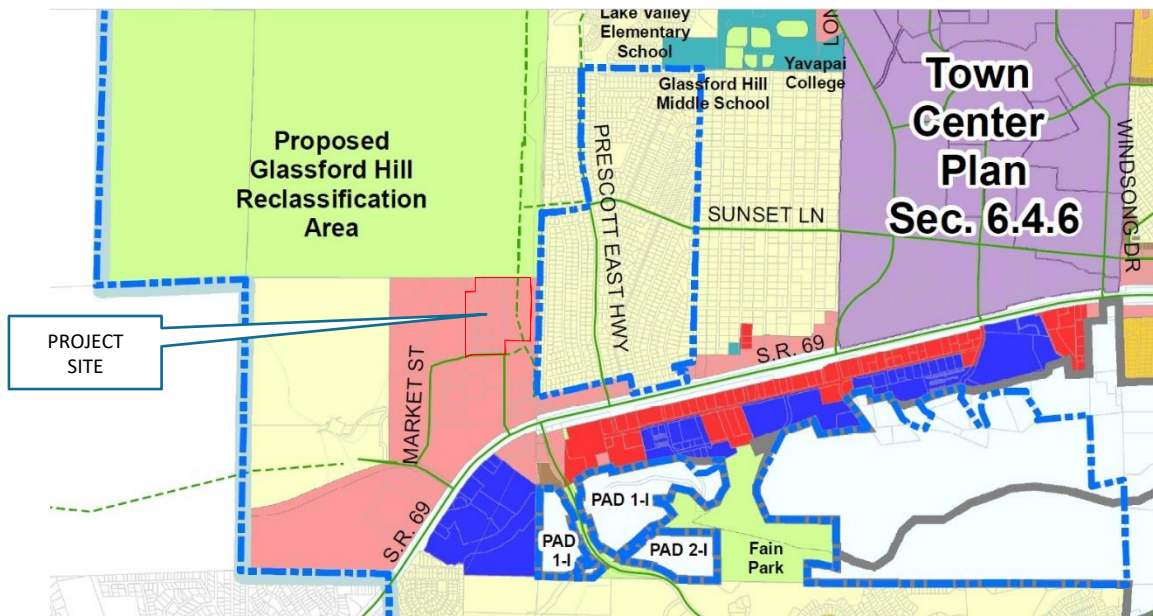 Lake Valley
Elementary
School
LON
Yavapai
College
Glassford Hill
Middle School
Town
Center
Plan
Sec. 6.4.6
Proposed
Glassford Hill
Reclassification
Area
PRESCOTT EAST HWY
SUNSET LN
WINDSONG DR
PROJECT
SITE
MARKET ST
S.R. 69
S.R. 69
PAD 1-I
PAD
1-I
PAD 2-I
Fain
Park